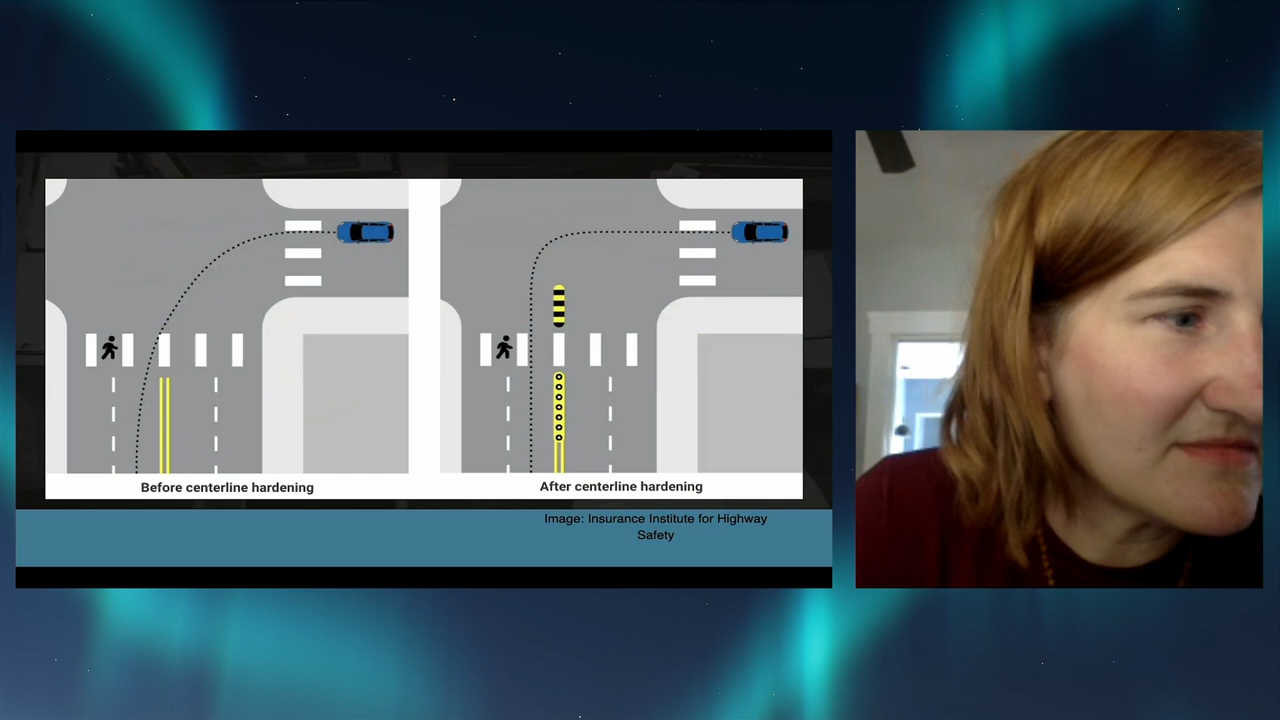 Before centerline hardening
After centerline hardening
Image: Insurance Institute for Highway
Safety